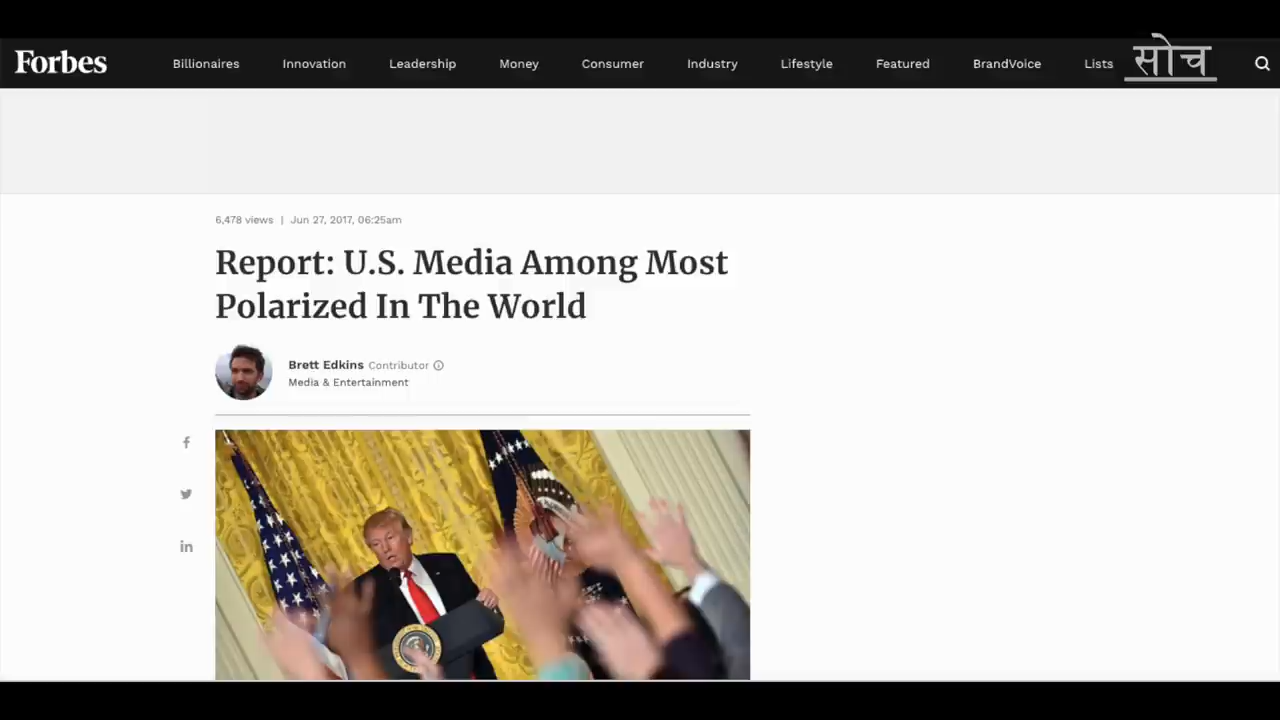 Forbes
Billionaires Innovation Leadership Money Consumer Industry Lifestyle Featured BrandVoice Lists
सोच
6,478 views | Jun 27, 2017, 06:25am
Report: U.S. Media Among Most
Polarized In The World
Brett Edkins Contributor
Media & Entertainment